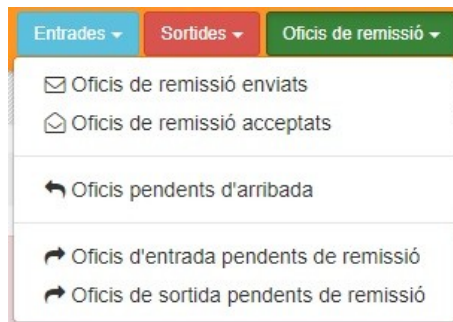 Entrades
Sortides
Oficis de remissió
Oficis de remissió enviats
Oficis de remissió acceptats
Oficis pendents d'arribada
Oficis d'entrada pendents de remissió
Oficis de sortida pendents de remissió